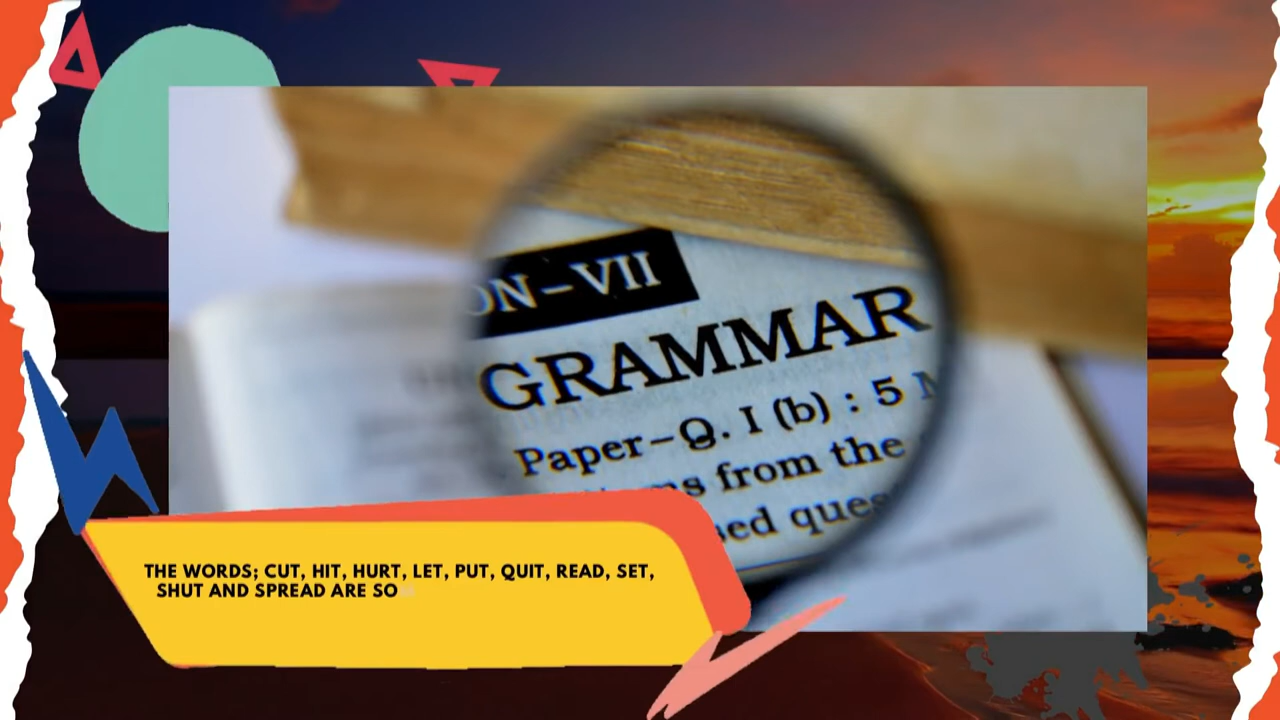 ON–VII
GRAMMAR
Paper–Q. I (b) : 5
from the
ques
THE WORDS; CUT, HIT, HURT, LET, PUT, QUIT, READ, SET,
SHUT AND SPREAD ARE SO